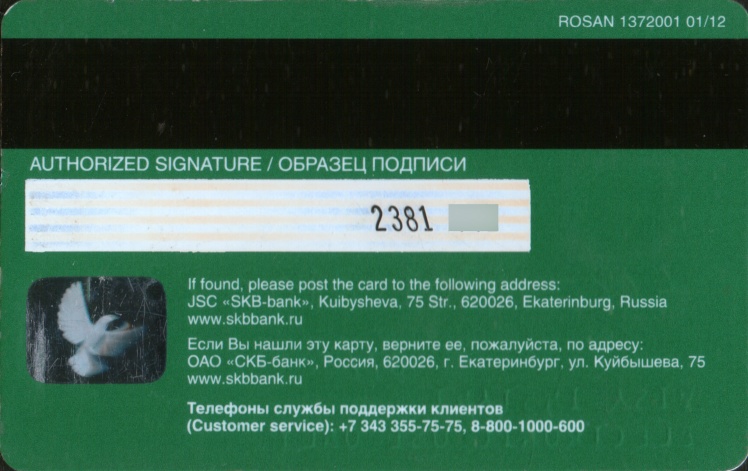 ROSAN 1372001 01/12
AUTHORIZED SIGNATURE / ОБРАЗЕЦ ПОДПИСИ
2381
If found, please post the card to the following address:
JSC «SKB-bank», Kuibysheva, 75 Str., 620026, Ekaterinburg, Russia
www.skbbank.ru
Если Вы нашли эту карту, верните ее, пожалуйста, по адресу:
ОАО «СКБ-банк», Россия, 620026, г. Екатеринбург, ул. Куйбышева, 75
www.skbbank.ru
Телефоны службы поддержки клиентов
(Customer service): +7 343 355-75-75, 8-800-1000-600